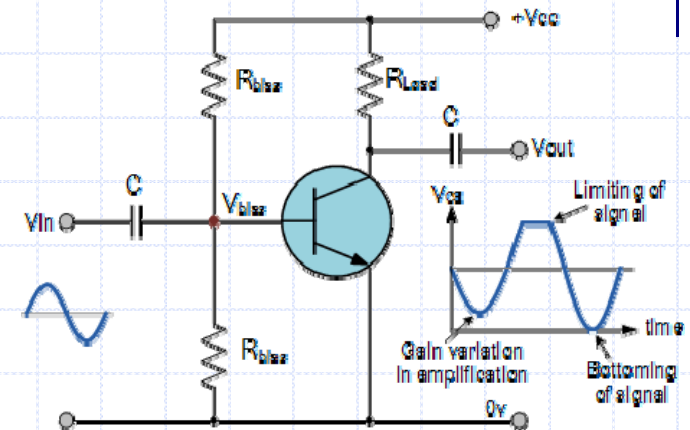 +Vcc
Rbias
RLoad
C
Vout
C
Vbias
Vin
VCE
Limiting of
signal
time
Rbias
Gain variation
in amplification
Bottoming
of signal
0v